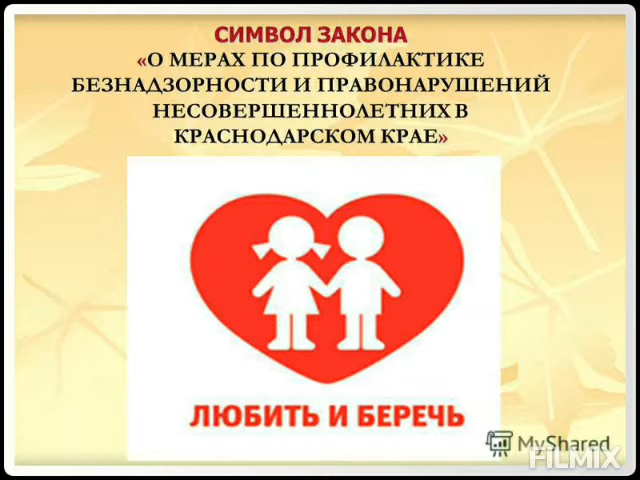 СИМВОЛ ЗАКОНА
«О МЕРАХ ПО ПРОФИЛАКТИКЕ
БЕЗНАДЗОРНОСТИ И ПРАВОНАРУШЕНИЙ
НЕСОВЕРШЕННОЛЕТНИХ В
КРАСНОДАРСКОМ КРАЕ»
ЛЮБИТЬ И БЕРЕЧЬ
MyShared
FILMIX